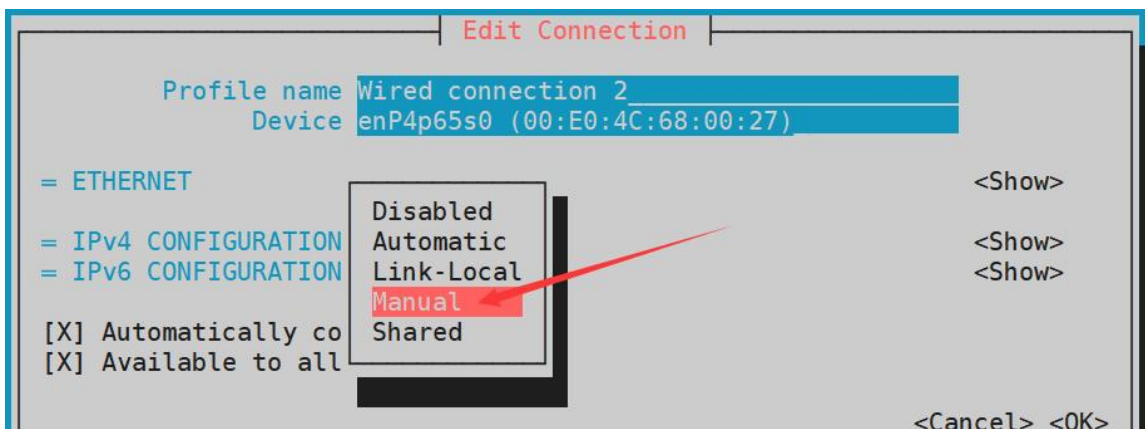 Edit Connection
Profile name Wired connection 2
Device enP4p65s0 (00:E0:4C:68:00:27)
= ETHERNET <Show>
Disabled
= IPv4 CONFIGURATION Automatic <Show>
= IPv6 CONFIGURATION Link-Local <Show>
Manual
[X] Automatically co Shared
[X] Available to all
<Cancel> <OK>